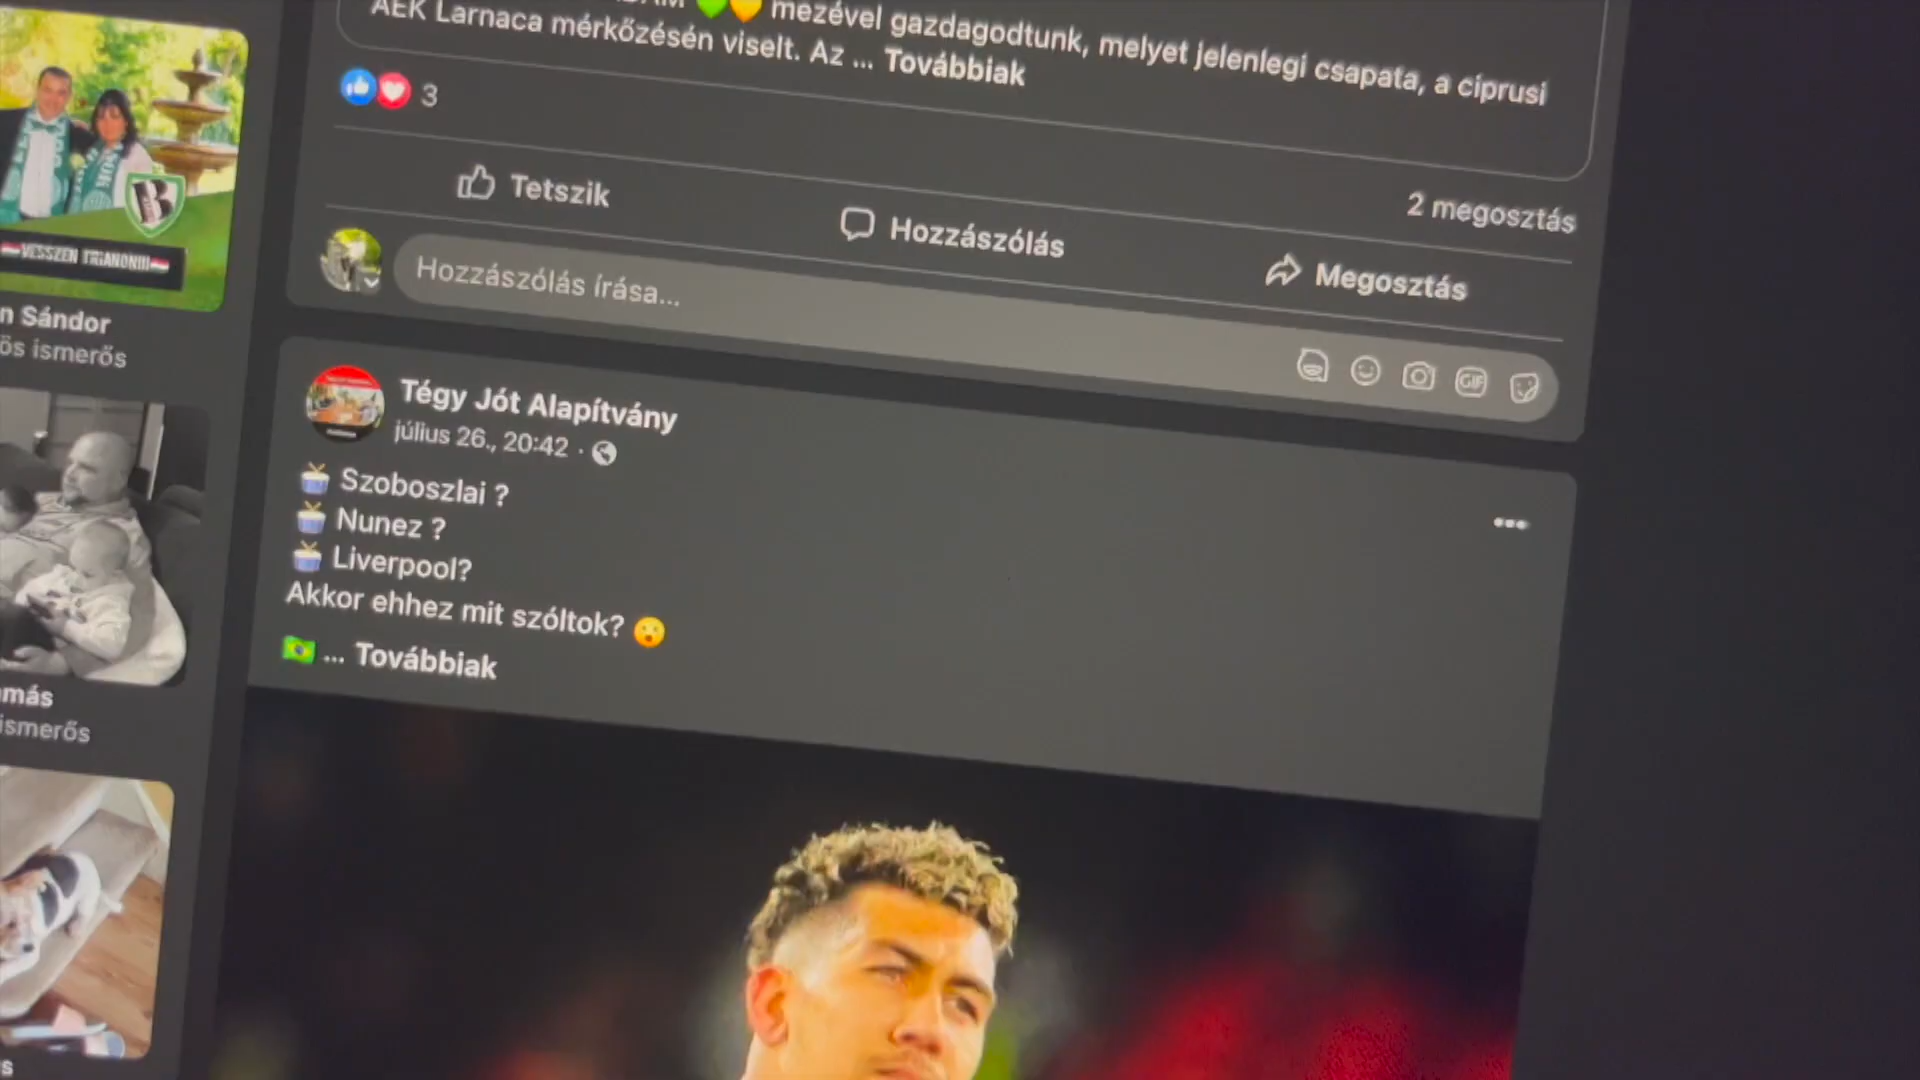 mezével gazdagodtunk, melyet jelenlegi csapata, a ciprusi
AEK Larnaca mérkőzésén viselt. Az ... Továbbiak
3
2 megosztás
Tetszik
Hozzászólás
Megosztás
Hozzászólás írása...
GIF
VESSZEN TRIANON!!!
n Sándor
ös ismerős
más
ismerős
s
Tégy Jót Alapítvány
július 26., 20:42 ·
Szoboszlai ?
Nunez ?
Liverpool?
Akkor ehhez mit szóltok?
... Továbbiak